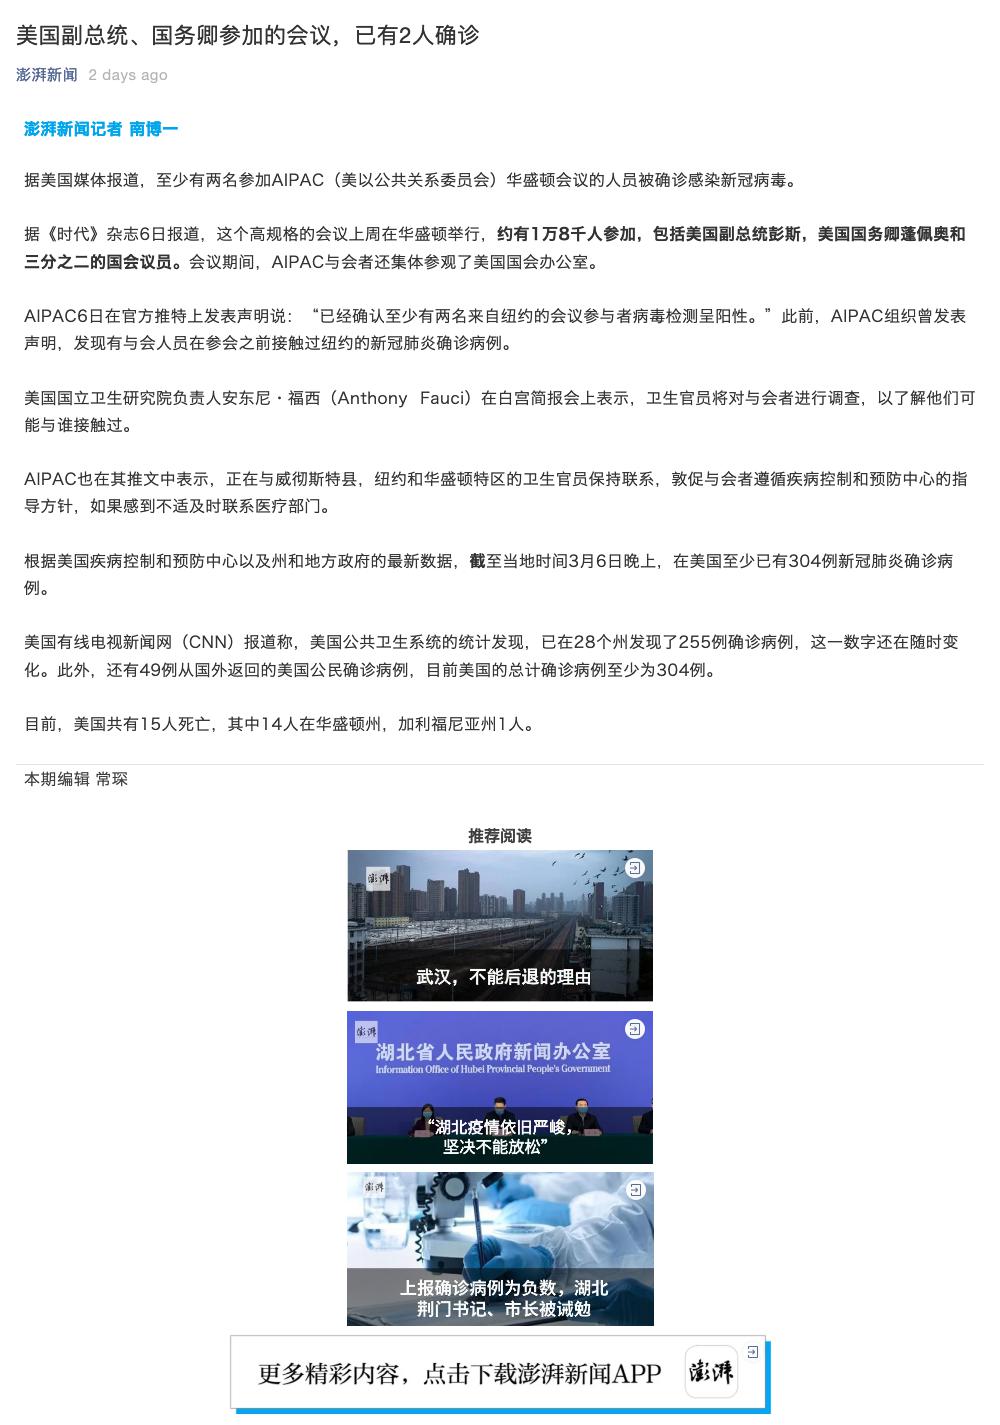 美国副总统、国务卿参加的会议，已有2人确诊
澎湃新闻 2 days ago
澎湃新闻记者 南博一
据美国媒体报道，至少有两名参加AIPAC（美以公共关系委员会）华盛顿会议的人员被确诊感染新冠病毒。
据《时代》杂志6日报道，这个高规格的会议上周在华盛顿举行，约有1万8千人参加，包括美国副总统彭斯，美国国务卿蓬佩奥和
三分之二的国会议员。会议期间，AIPAC与会者还集体参观了美国国会办公室。
AIPAC6日在官方推特上发表声明说：“已经确认至少有两名来自纽约的会议参与者病毒检测呈阳性。”此前，AIPAC组织曾发表
声明，发现有与会人员在参会之前接触过纽约的新冠肺炎确诊病例。
美国国立卫生研究院负责人安东尼·福西（Anthony Fauci）在白宫简报会上表示，卫生官员将对与会者进行调查，以了解他们可
能与谁接触过。
AIPAC也在其推文中表示，正在与威彻斯特县，纽约和华盛顿特区的卫生官员保持联系，敦促与会者遵循疾病控制和预防中心的指
导方针，如果感到不适及时联系医疗部门。
根据美国疾病控制和预防中心以及州和地方政府的最新数据，截至当地时间3月6日晚上，在美国至少已有304例新冠肺炎确诊病
例。
美国有线电视新闻网（CNN）报道称，美国公共卫生系统的统计发现，已在28个州发现了255例确诊病例，这一数字还在随时变
化。此外，还有49例从国外返回的美国公民确诊病例，目前美国的总计确诊病例至少为304例。
目前，美国共有15人死亡，其中14人在华盛顿州，加利福尼亚州1人。
本期编辑 常琛
推荐阅读
澎湃
武汉，不能后退的理由
澎湃
湖北省人民政府新闻办公室
Information Office of Hubei Provincial People's Government
“湖北疫情依旧严峻，
坚决不能放松”
澎湃
上报确诊病例为负数，湖北
荆门书记、市长被诫勉
更多精彩内容，点击下载澎湃新闻APP
澎湃